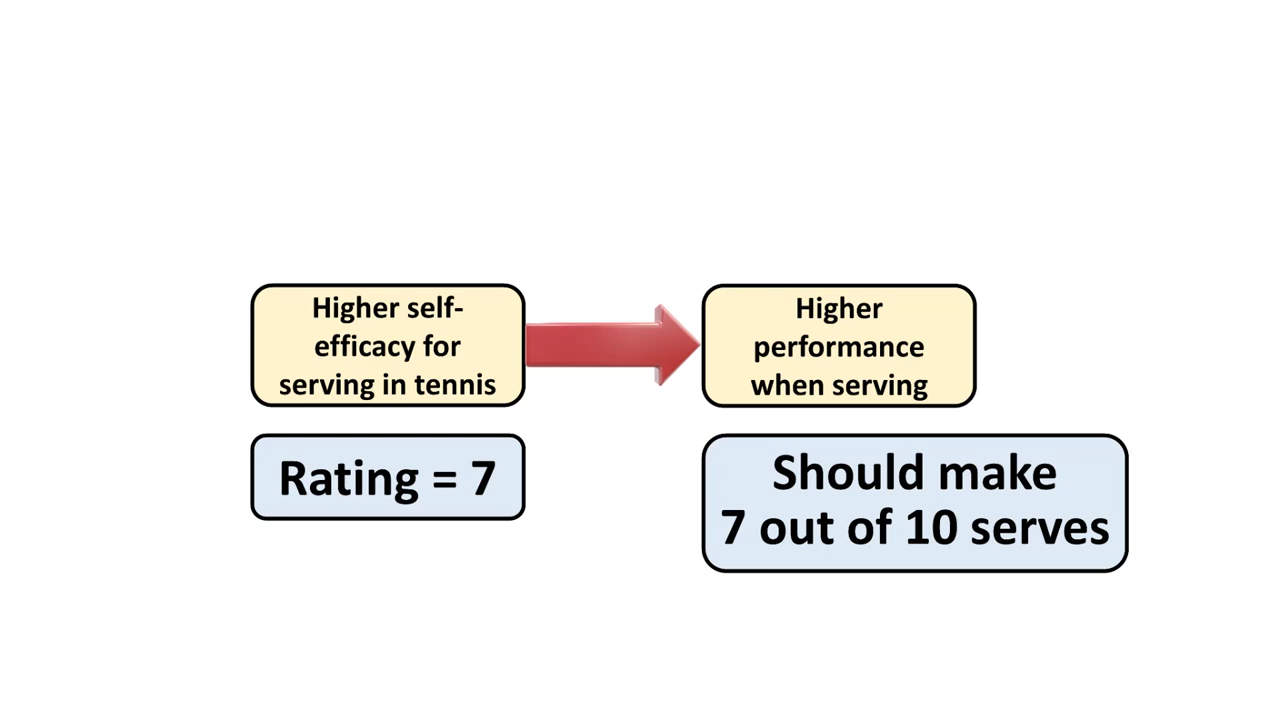 Higher self-
efficacy for
serving in tennis
Higher
performance
when serving
Rating = 7
Should make
7 out of 10 serves